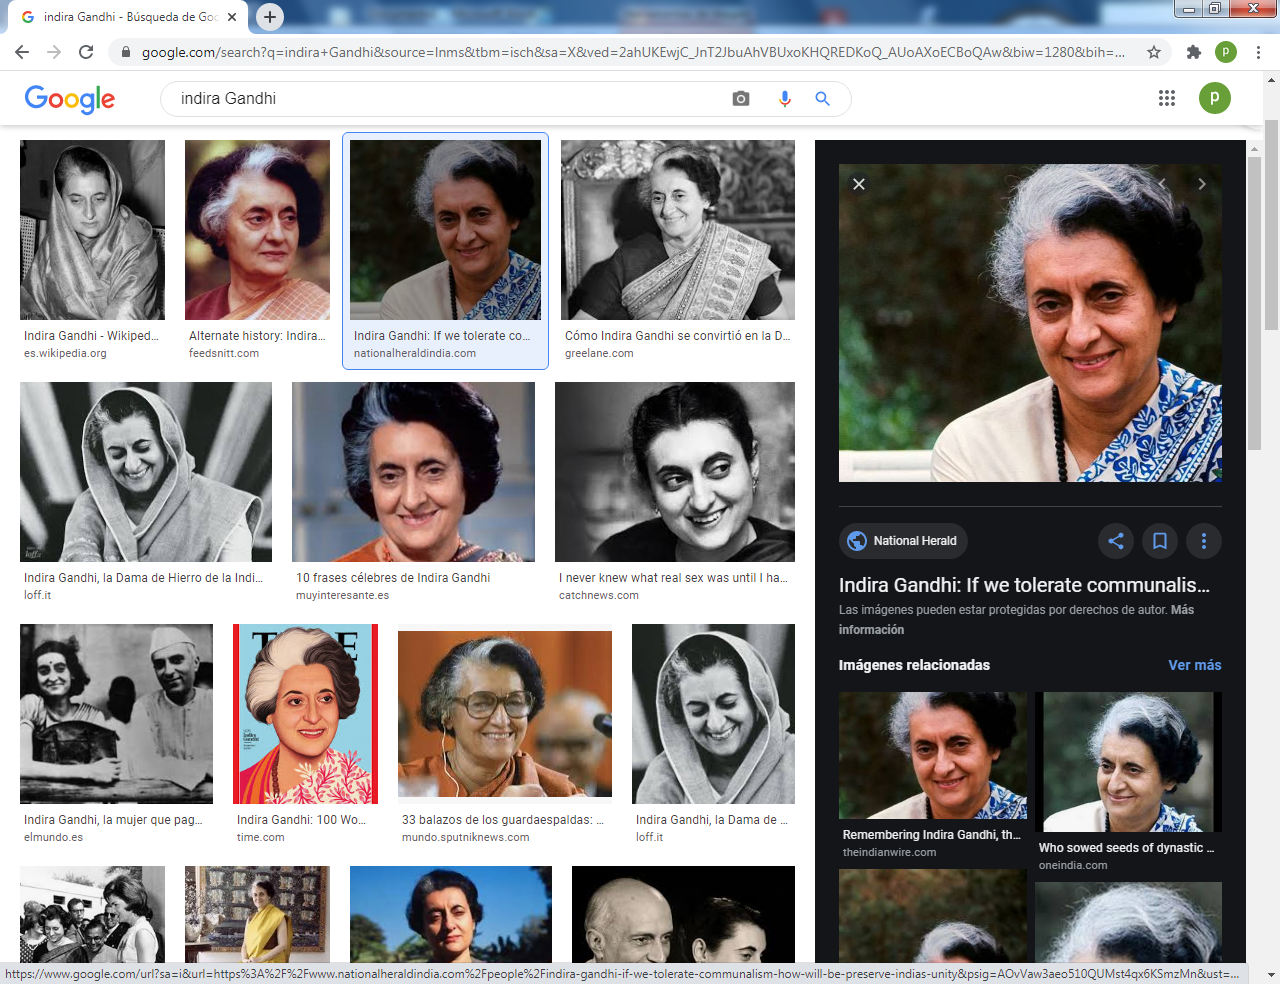 indira Gandhi - Búsqueda de Goo
google.com/search?q=indira+Gandhi&source=lnms&tbm=isch&sa=X&ved=2ahUKEwjC_JnT2JbuAhVBUxoKHQREDKoQ_AUoAXoECBoQAw&biw=1280&bih=...
p
Google
indira Gandhi
p
Indira Gandhi - Wikiped...
es.wikipedia.org
Alternate history: Indira...
feedsnitt.com
Indira Gandhi: If we tolerate co...
nationalheraldindia.com
Cómo Indira Gandhi se convirtió en la D...
greelane.com
Indira Gandhi, la Dama de Hierro de la Indi...
loff.it
10 frases célebres de Indira Gandhi
muyinteresante.es
I never knew what real sex was until I ha...
catchnews.com
loffit
TIME
Indira
Gandhi
Indira Gandhi, la mujer que pag...
elmundo.es
Indira Gandhi: 100 Wo...
time.com
33 balazos de los guardaespaldas: ...
mundo.sputniknews.com
Indira Gandhi, la Dama de ...
loff.it
National Herald
Indira Gandhi: If we tolerate communalis...
Las imágenes pueden estar protegidas por derechos de autor. Más
información
Imágenes relacionadas
Ver más
Remembering Indira Gandhi, th...
theindianwire.com
Who sowed seeds of dynastic ...
oneindia.com
https://www.google.com/url?sa=i&url=https%3A%2F%2Fwww.nationalheraldindia.com%2Fpeople%2Findira-gandhi-if-we-tolerate-communalism-how-will-be-preserve-indias-unity&psig=AOvVaw3aeo510QUMst4qx6KSmzMn&ust=...